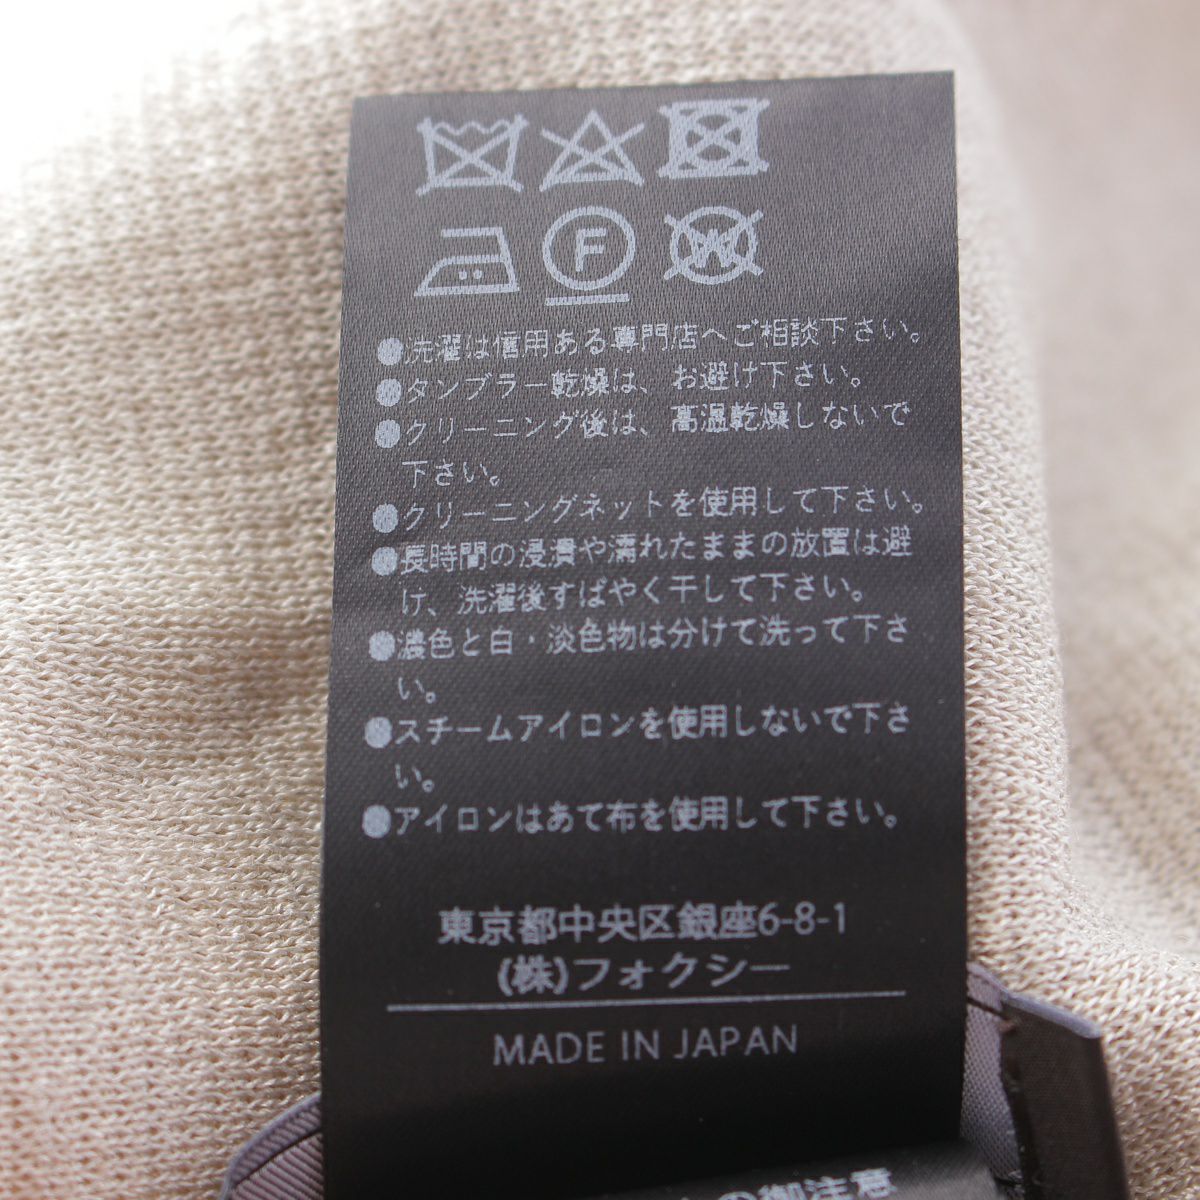 F
W
●洗濯は信用ある専門店へご相談下さい。
●タンブラー乾燥は、お避け下さい。
●クリーニング後は、高温乾燥しないで
下さい。
●クリーニングネットを使用して下さい。
●長時間の浸漬や濡れたままの放置は避
け、洗濯後すばやく干して下さい。
●濃色と白・淡色物は分けて洗って下さ
い。
●スチームアイロンを使用しないで下さ
い。
●アイロンはあて布を使用して下さい。
東京都中央区銀座6-8-1
(株)フォクシー
MADE IN JAPAN
の御注意